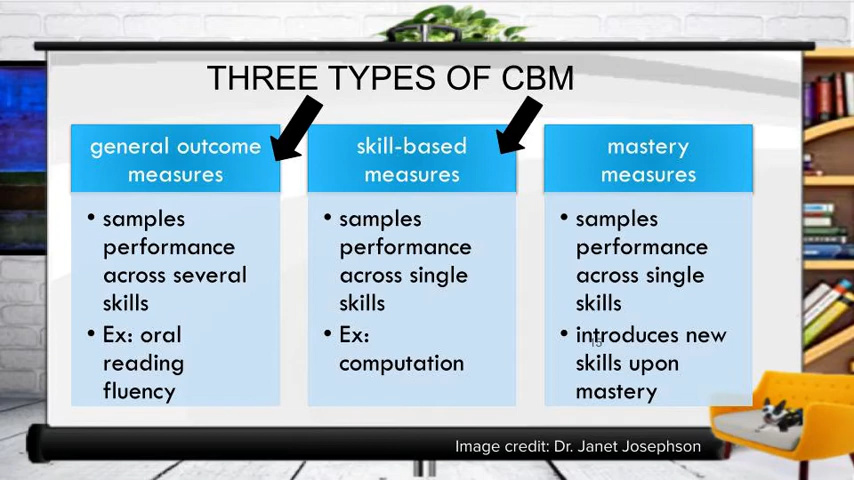 THREE TYPES OF CBM
general outcome
measures
• samples
performance
across several
skills
• Ex: oral
reading
fluency
skill-based
measures
• samples
performance
across single
skills
• Ex:
computation
mastery
measures
• samples
performance
across single
skills
• introduces new
skills upon
mastery
15
Image credit: Dr. Janet Josephson